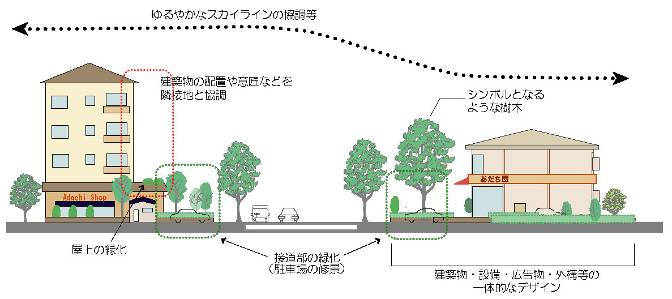 ゆるやかなスカイラインの協調等
建築物の配置や意匠などを
隣接地と協調
シンボルとなる
ような樹木
Adachi Shop
あだち園
屋上の緑化
接道部の緑化
(駐車場の修景)
建築物・設備・広告物・外構等の
一体的なデザイン